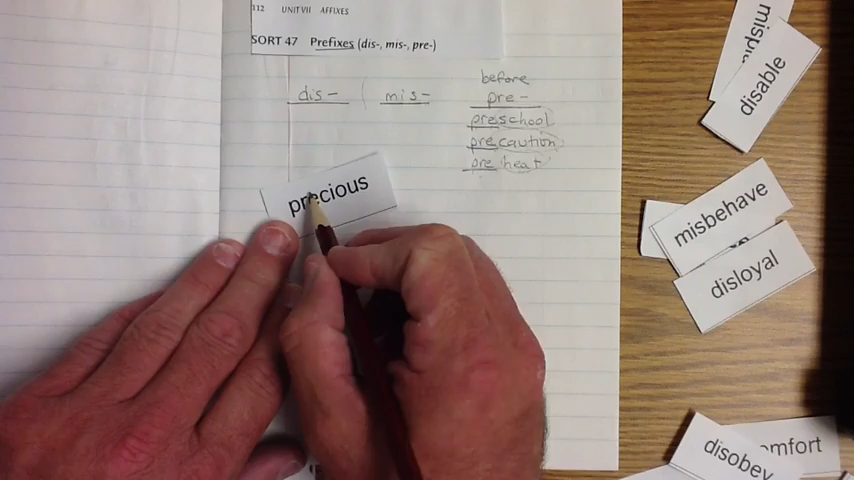 112 UNIT VII AFFIXES
SORT 47 Prefixes (dis-, mis-, pre-)
before
dis- mis- pre-
preschool
precaution
preheat
precious
disable
misbehave
disloyal
disobey
omfort